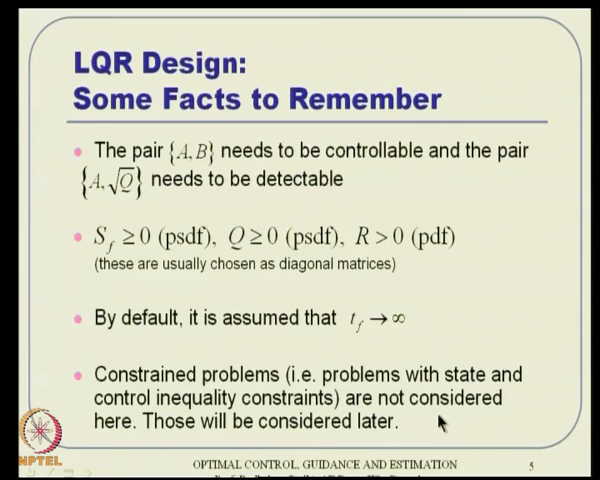 LQR Design:
Some Facts to Remember
• The pair {A, B} needs to be controllable and the pair
{A, √Q} needs to be detectable
• S_f ≥ 0 (psdf), Q ≥ 0 (psdf), R > 0 (pdf)
(these are usually chosen as diagonal matrices)
• By default, it is assumed that t_f → ∞
• Constrained problems (i.e. problems with state and
control inequality constraints) are not considered
here. Those will be considered later.
NPTEL
OPTIMAL CONTROL, GUIDANCE AND ESTIMATION
5